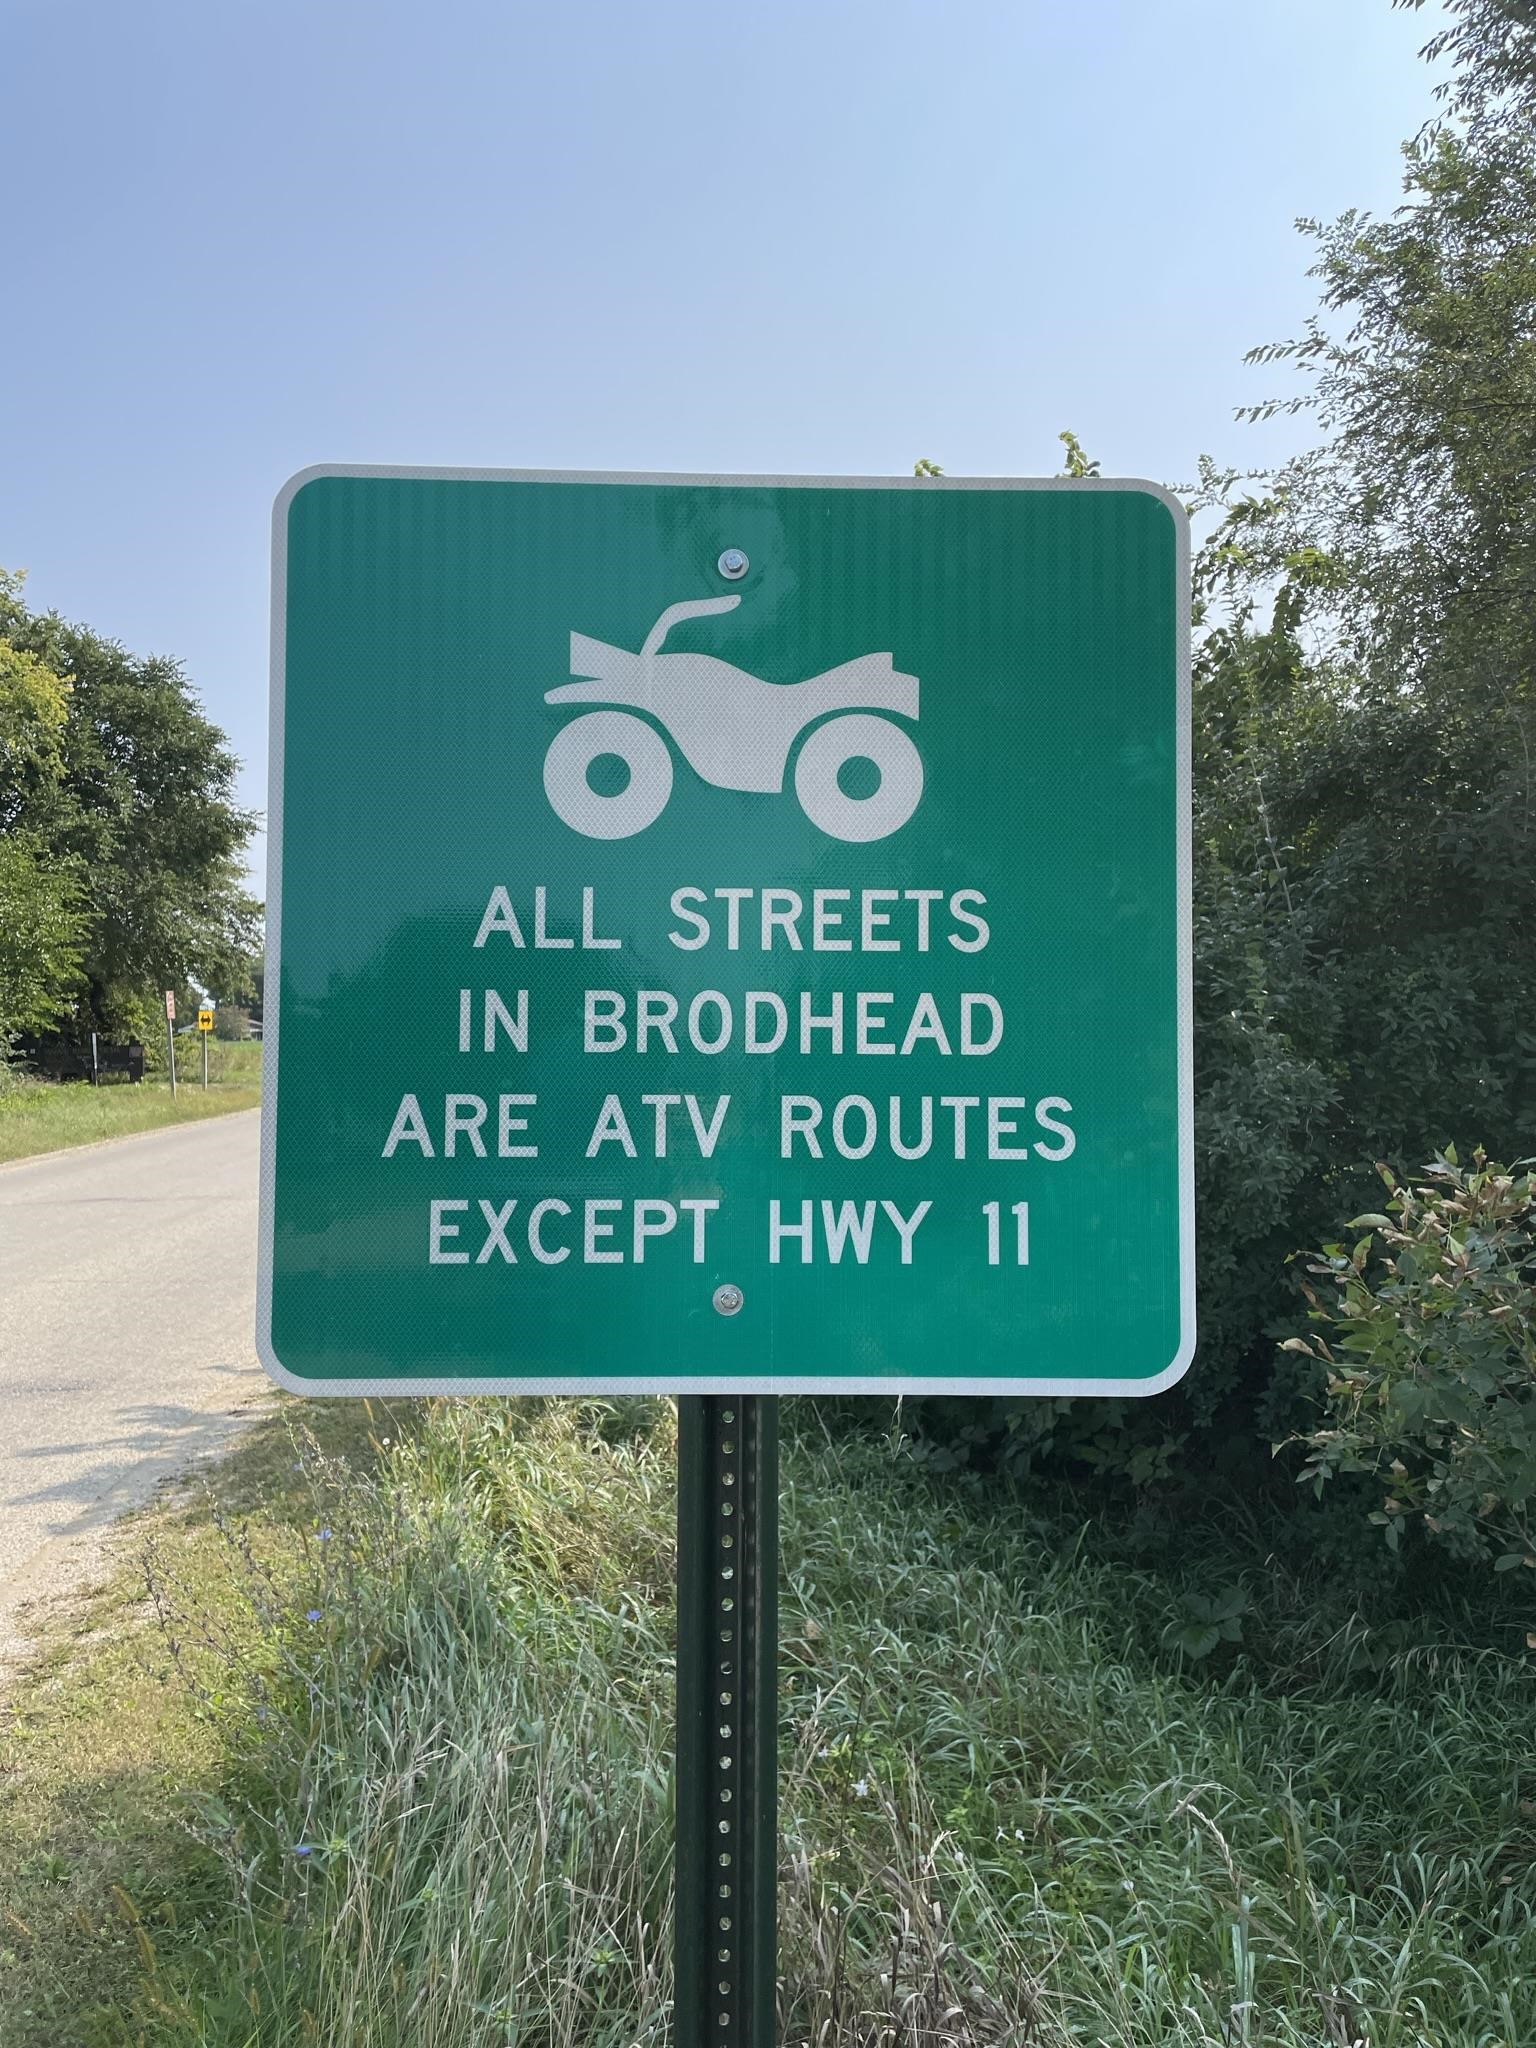 ALL STREETS
IN BRODHEAD
ARE ATV ROUTES
EXCEPT HWY 11